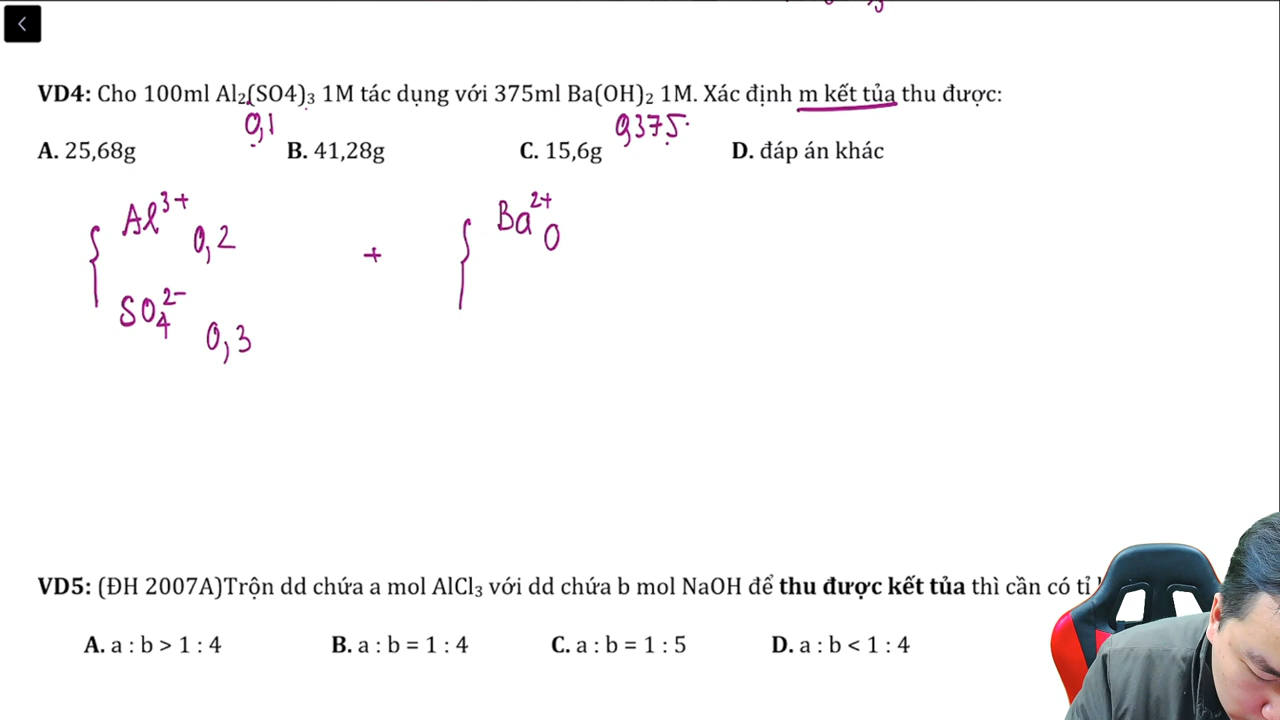 VD4: Cho 100ml Al₂(SO4)₃ 1M tác dụng với 375ml Ba(OH)₂ 1M. Xác định m kết tủa thu được:
0,1 0,375
A. 25,68g B. 41,28g C. 15,6g D. đáp án khác
Al³⁺ 0,2 + Ba²⁺ 0
SO₄²⁻ 0,3
VD5: (ĐH 2007A)Trộn dd chứa a mol AlCl₃ với dd chứa b mol NaOH để thu được kết tủa thì cần có tỉ
A. a : b > 1 : 4 B. a : b = 1 : 4 C. a : b = 1 : 5 D. a : b < 1 : 4